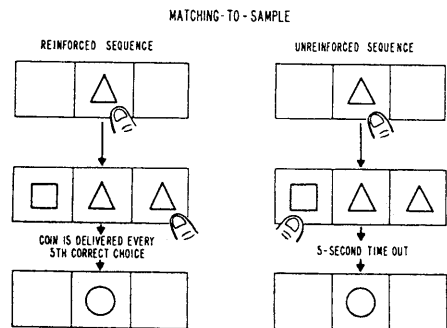 MATCHING-TO-SAMPLE
REINFORCED SEQUENCE
UNREINFORCED SEQUENCE
COIN IS DELIVERED EVERY
5TH CORRECT CHOICE
5-SECOND TIME OUT